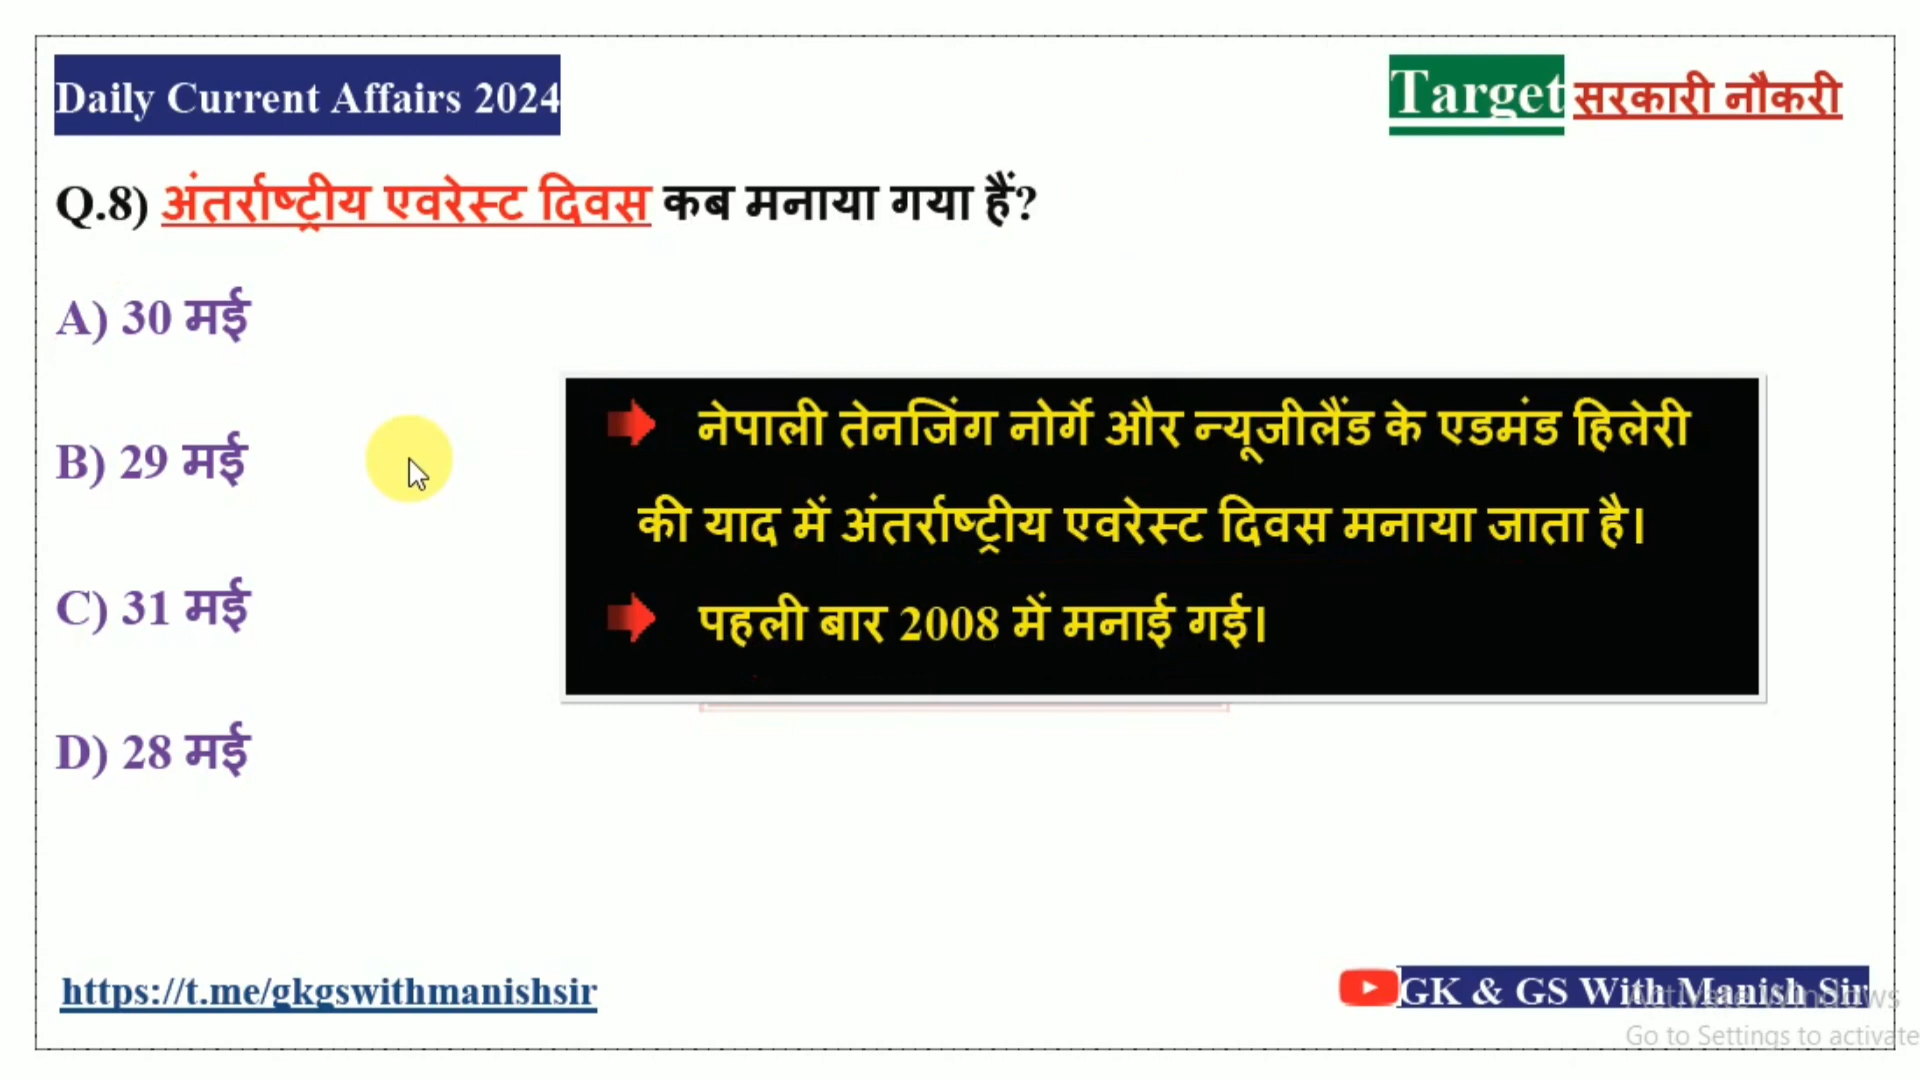 Daily Current Affairs 2024
Target सरकारी नौकरी
Q.8) अंतर्राष्ट्रीय एवरेस्ट दिवस कब मनाया गया हैं?
A) 30 मई
B) 29 मई
C) 31 मई
D) 28 मई
नेपाली तेनजिंग नोर्गे और न्यूजीलैंड के एडमंड हिलेरी
की याद में अंतर्राष्ट्रीय एवरेस्ट दिवस मनाया जाता है।
पहली बार 2008 में मनाई गई।
https://t.me/gkgswithmanishsir
GK & GS With Manish Sir
Activate Windows
Go to Settings to activate